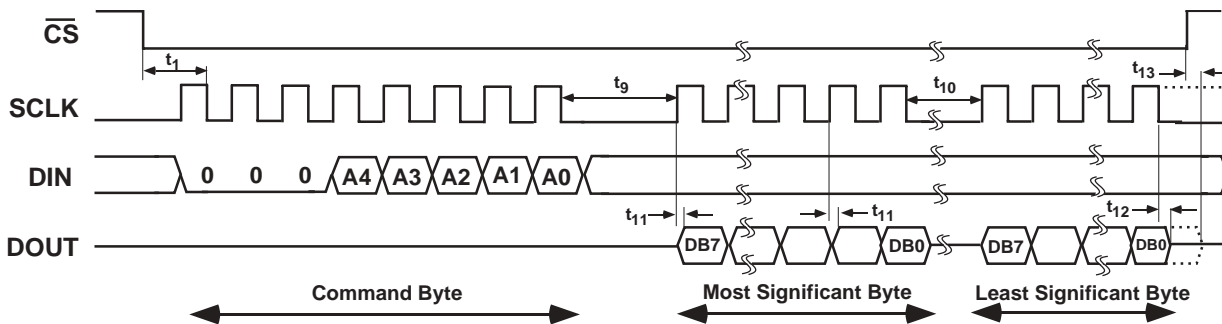 CS
t1
t13
SCLK
t9
t10
DIN
0 0 0 A4 A3 A2 A1 A0
t11
t11
t12
DOUT
DB7 DB0 DB7 DB0
Command Byte Most Significant Byte Least Significant Byte